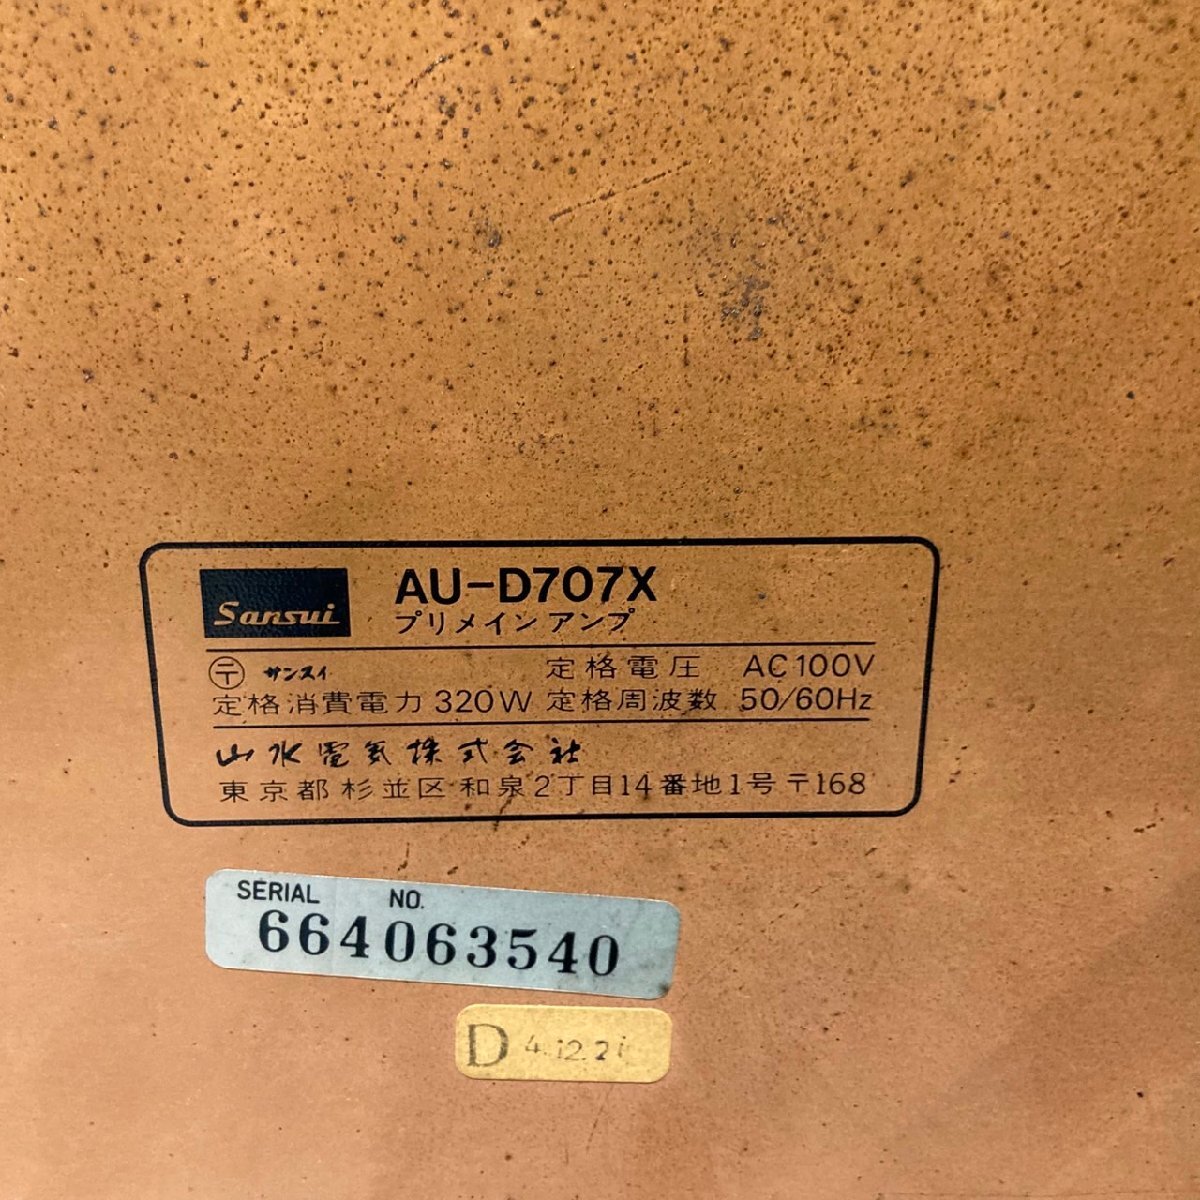 Sansui
AU-D707X
プリメインアンプ
〒 サンスイ 定格電圧 AC100V
定格消費電力 320W 定格周波数 50/60Hz
山水電気株式会社
東京都杉並区和泉2丁目14番地1号〒168
SERIAL NO.
664063540
D 4.12.21